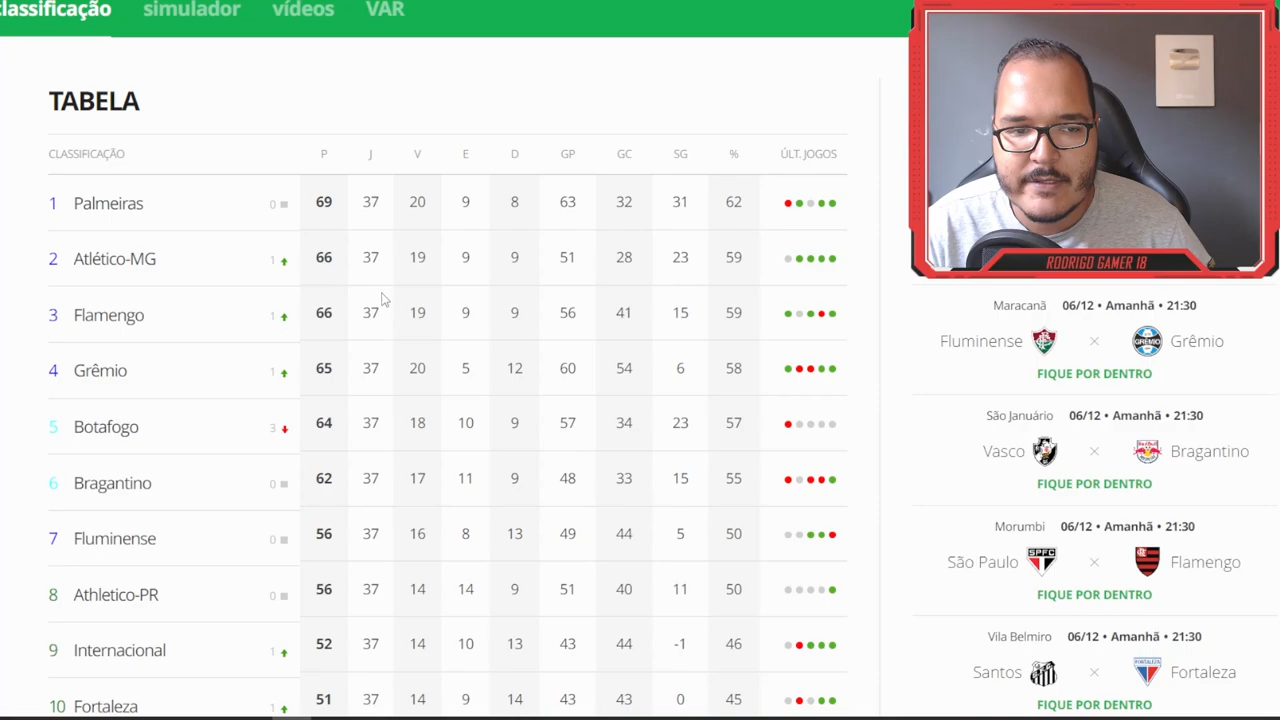 classificação simulador vídeos VAR
TABELA
CLASSIFICAÇÃO P J V E D GP GC SG % ÚLT. JOGOS
1 Palmeiras 0 69 37 20 9 8 63 32 31 62
2 Atlético-MG 1 66 37 19 9 9 51 28 23 59
3 Flamengo 1 66 37 19 9 9 56 41 15 59
4 Grêmio 1 65 37 20 5 12 60 54 6 58
5 Botafogo 3 64 37 18 10 9 57 34 23 57
6 Bragantino 0 62 37 17 11 9 48 33 15 55
7 Fluminense 0 56 37 16 8 13 49 44 5 50
8 Athletico-PR 0 56 37 14 14 9 51 40 11 50
9 Internacional 1 52 37 14 10 13 43 44 -1 46
10 Fortaleza 1 51 37 14 9 14 43 43 0 45
RODRIGO GAMER 18
Maracanã 06/12 • Amanhã • 21:30
Fluminense × GRÊMIO Grêmio
FIQUE POR DENTRO
São Januário 06/12 • Amanhã • 21:30
Vasco × Bragantino
FIQUE POR DENTRO
Morumbi 06/12 • Amanhã • 21:30
São Paulo SPFC × Flamengo
FIQUE POR DENTRO
Vila Belmiro 06/12 • Amanhã • 21:30
Santos × FORTALEZA Fortaleza
FIQUE POR DENTRO